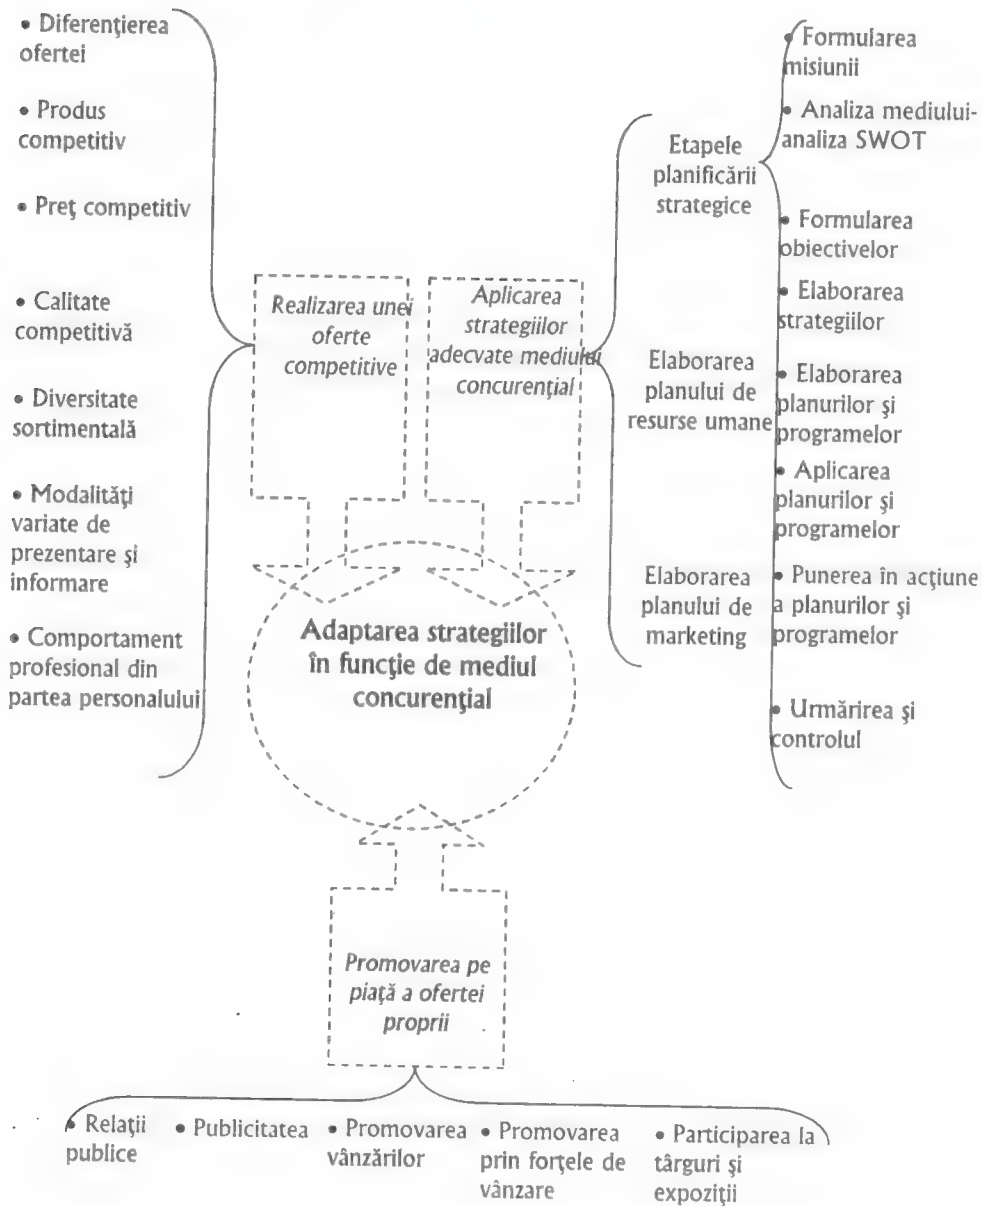 • Diferenţierea
ofertei
• Produs
competitiv
• Preţ competitiv
• Calitate
competitivă
• Diversitate
sortimentală
• Modalităţi
variate de
prezentare şi
informare
• Comportament
profesional din
partea personalului
Realizarea unei
oferte
competitive
Aplicarea
strategiilor
adecvate mediului
concurenţial
Etapele
planificării
strategice
Elaborarea
planului de
resurse umane
Elaborarea
planului de
marketing
• Formularea
misiunii
• Analiza mediului-
analiza SWOT
• Formularea
obiectivelor
• Elaborarea
strategiilor
• Elaborarea
planurilor şi
programelor
• Aplicarea
planurilor şi
programelor
• Punerea în acţiune
a planurilor şi
programelor
• Urmărirea şi
controlul
Adaptarea strategiilor
în funcţie de mediul
concurenţial
Promovarea pe
piaţă a ofertei
proprii
• Relaţii
publice
• Publicitatea
• Promovarea
vânzărilor
• Promovarea
prin forţele de
vânzare
• Participarea la
târguri şi
expoziţii